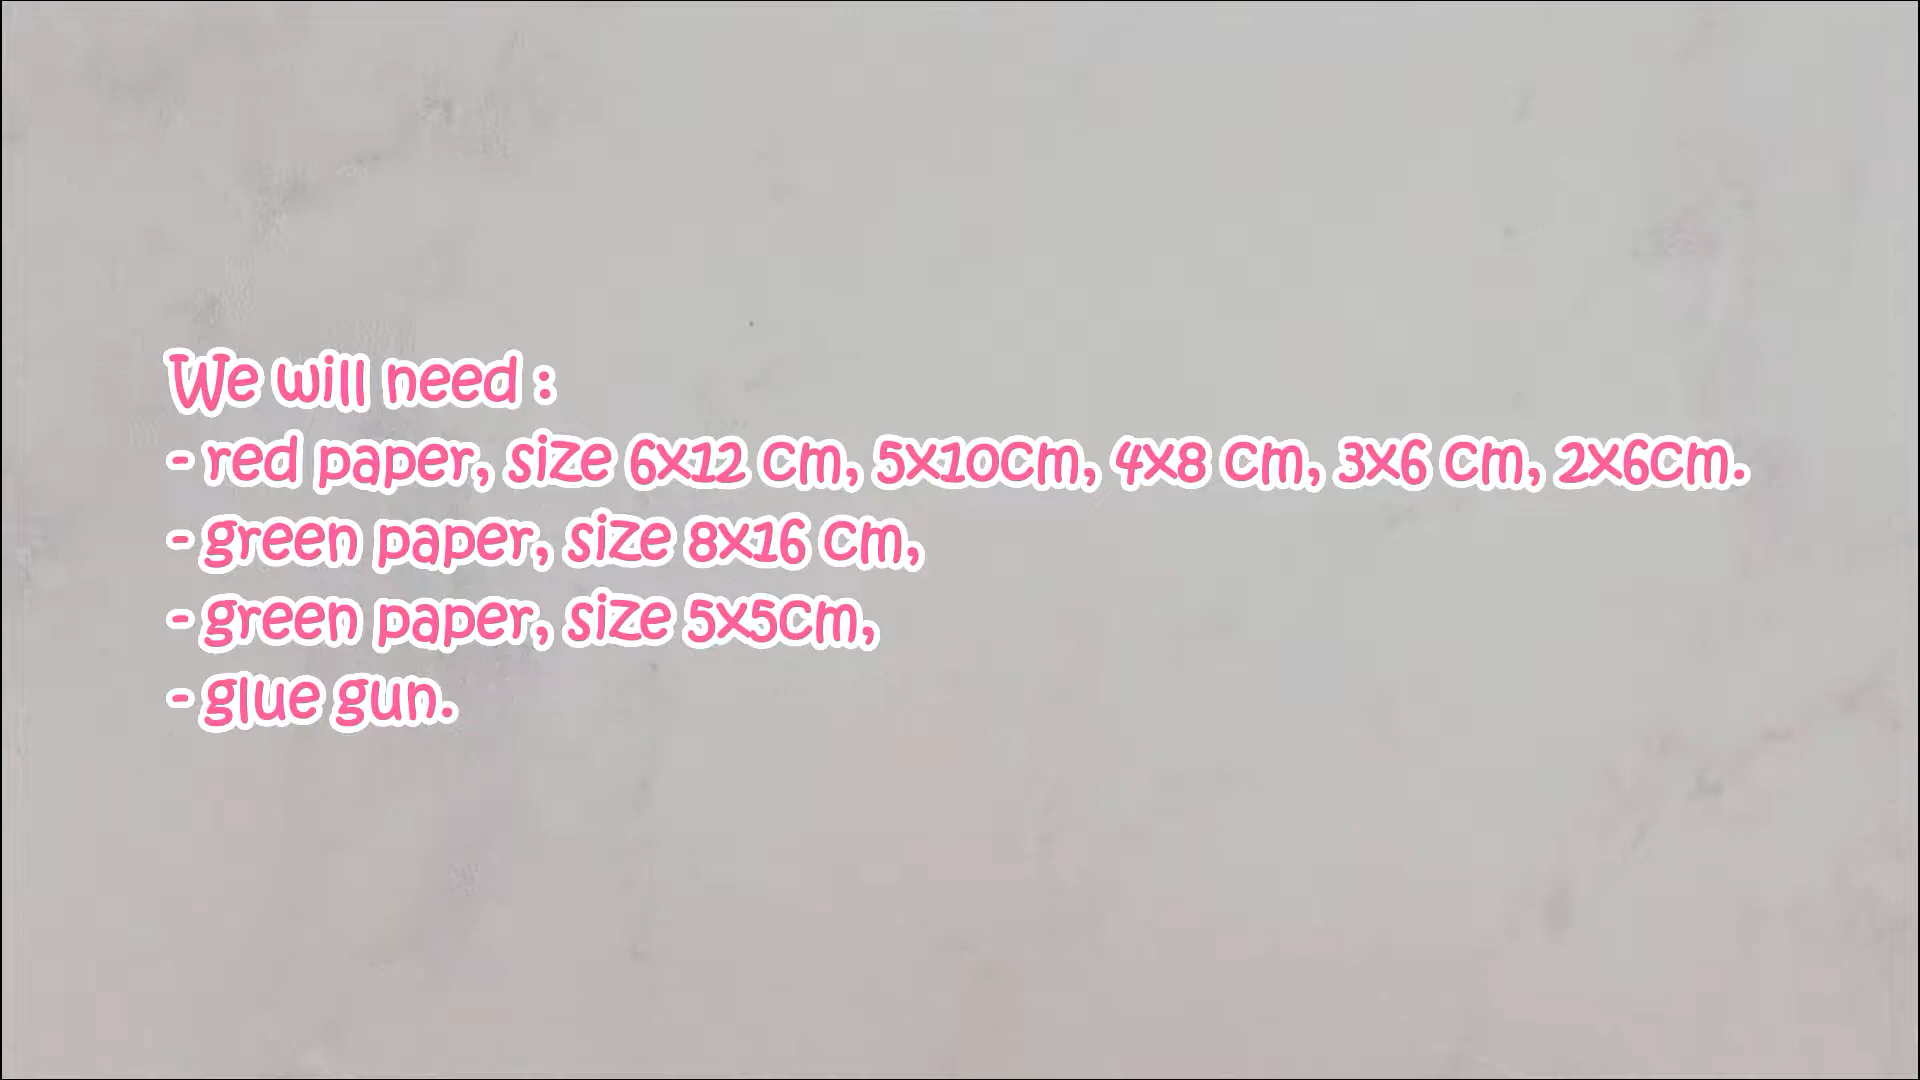 We will need :
- red paper, size 6x12 cm, 5x10cm, 4x8 cm, 3x6 cm, 2x6cm.
- green paper, size 8x16 cm,
- green paper, size 5x5cm,
- glue gun.